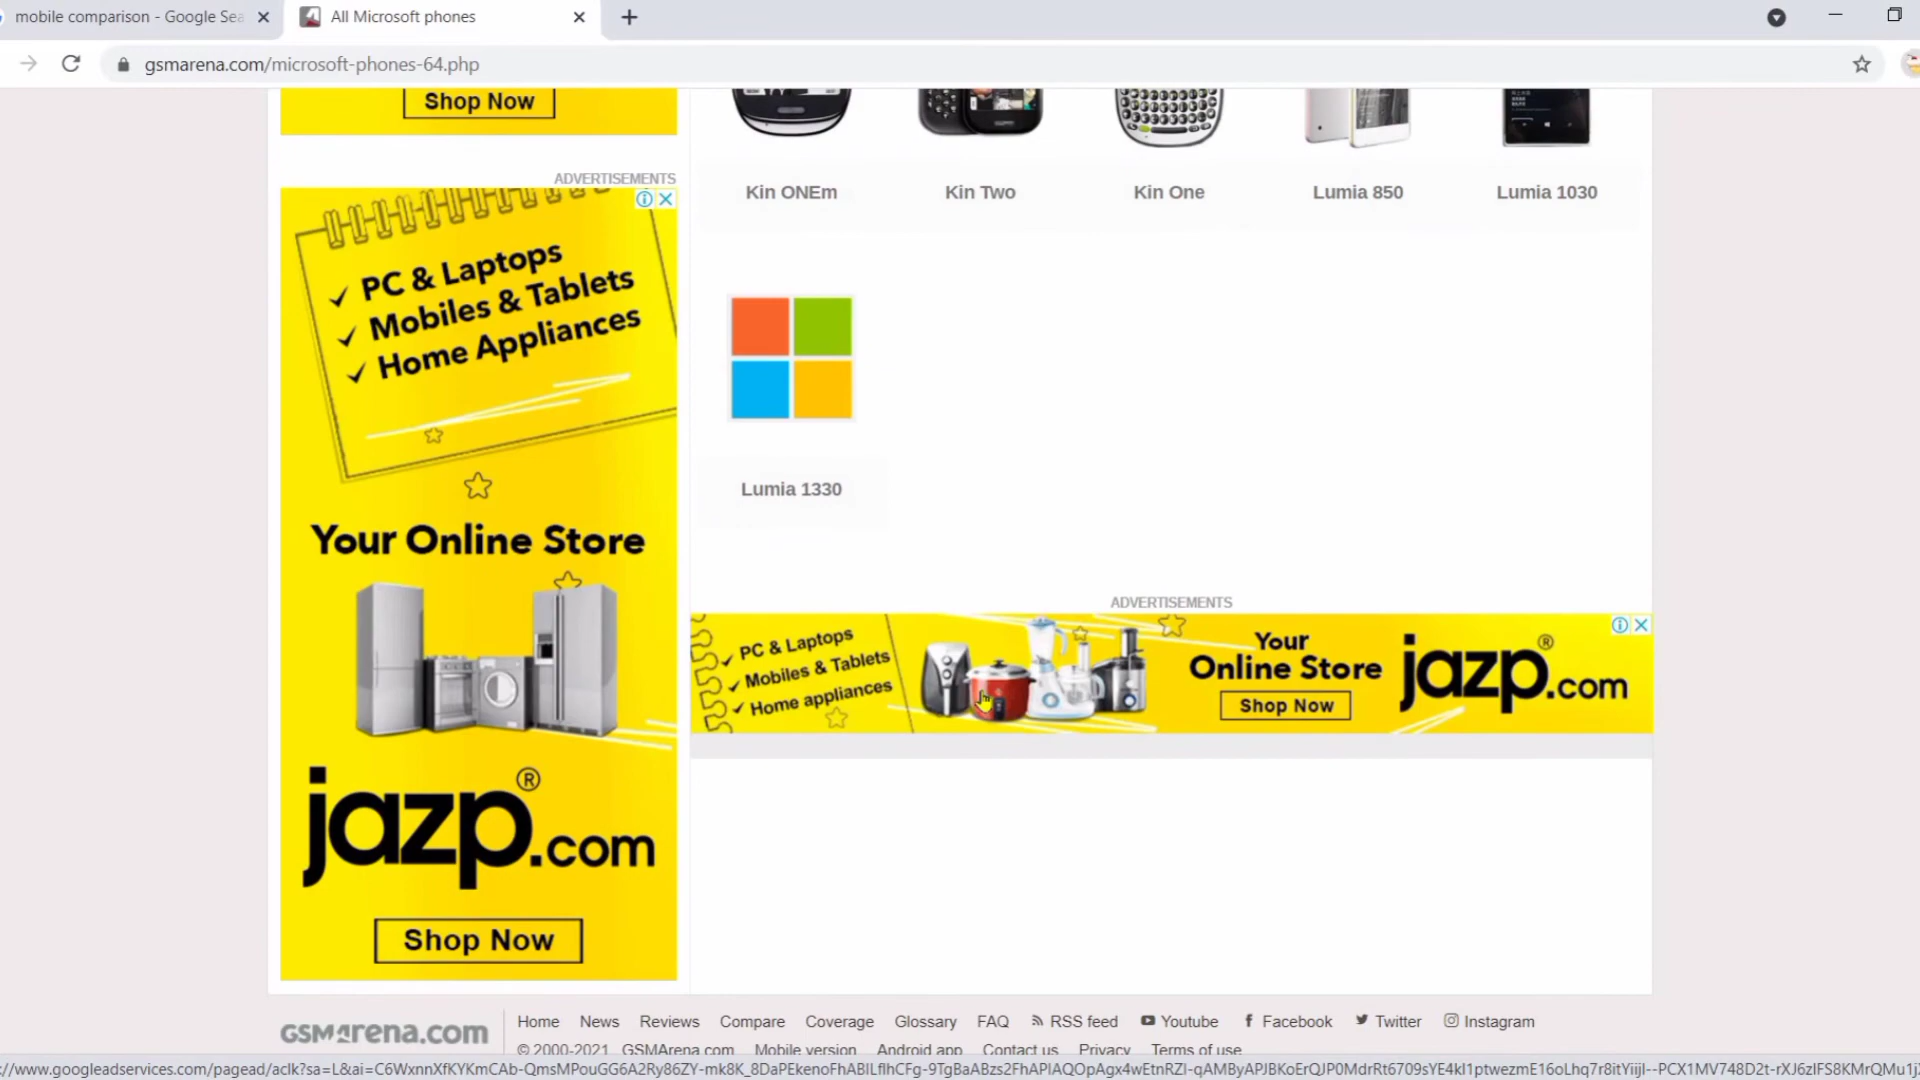 mobile comparison - Google Sea
All Microsoft phones
gsmarena.com/microsoft-phones-64.php
Shop Now
ADVERTISEMENTS
PC & Laptops
Mobiles & Tablets
Home Appliances
Your Online Store
jazp.com
®
Shop Now
Kin ONEm
Kin Two
Kin One
Lumia 850
Lumia 1030
Lumia 1330
ADVERTISEMENTS
PC & Laptops
Mobiles & Tablets
Home appliances
Your
Online Store
Shop Now
jazp.com
®
GSMArena.com
Home News Reviews Compare Coverage Glossary FAQ RSS feed Youtube Facebook Twitter Instagram
© 2000-2021 GSMArena.com Mobile version Android app Contact us Privacy Terms of use